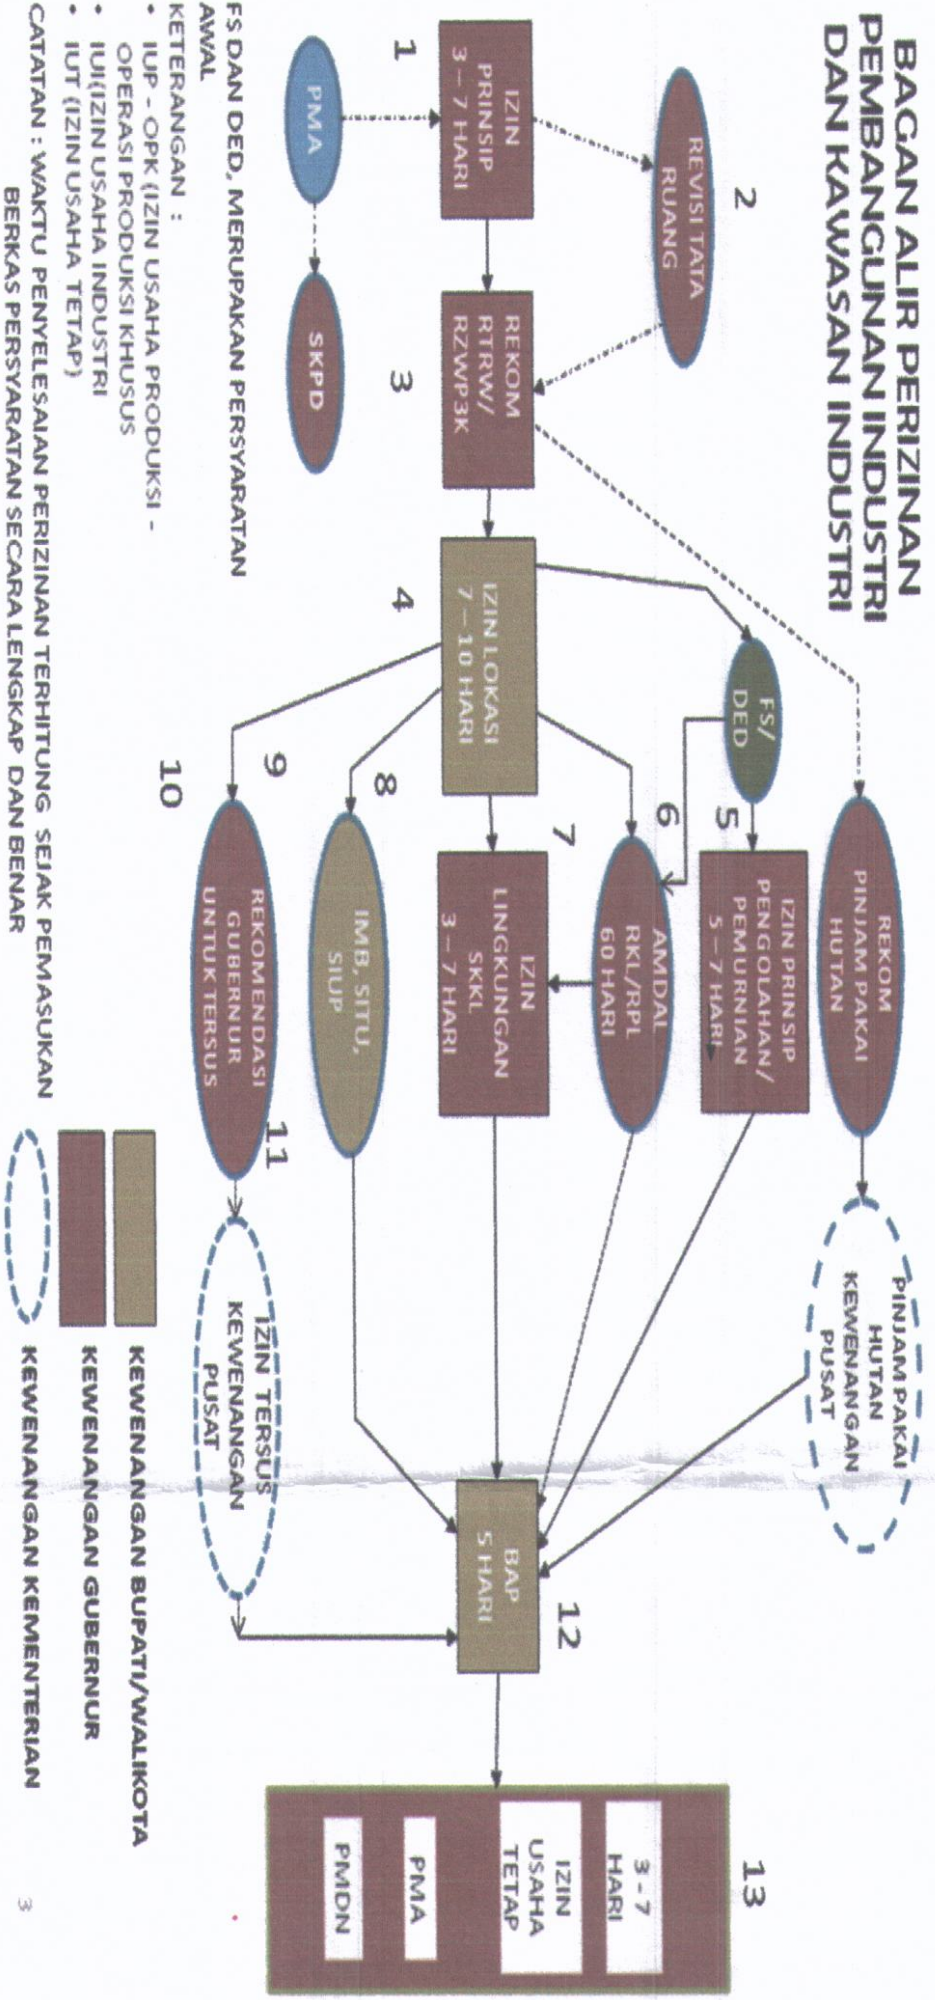 BAGAN ALIR PERIZINAN
PEMBANGUNAN INDUSTRI
DAN KAWASAN INDUSTRI
2
REVISI TATA
RUANG
REKOM
PINJAM PAKAI
HUTAN
PINJAM PAKAI
HUTAN
KEWENANGAN
PUSAT
FS/
DED
5
IZIN PRINSIP
PENGOLAHAN/
PEMURNIAN
5 – 7 HARI
6
AMDAL
RKL/RPL
60 HARI
IZIN
PRINSIP
3 – 7 HARI
1
REKOM
RTRW/
RZWP3K
3
IZIN LOKASI
7 – 10 HARI
4
7
IZIN
LINGKUNGAN
SKKL
3 – 7 HARI
12
BAP
5 HARI
13
3 - 7
HARI
IZIN
USAHA
TETAP
PMA
PMDN
PMA
SKPD
8
IMB, SITU,
SIUP
9
10
REKOMENDASI
GUBERNUR
UNTUK TERSUS
11
IZIN TERSUS
KEWENANGAN
PUSAT
FS DAN DED, MERUPAKAN PERSYARATAN
AWAL
KETERANGAN :
• IUP – OPK (IZIN USAHA PRODUKSI –
OPERASI PRODUKSI KHUSUS
• IUI(IZIN USAHA INDUSTRI
• IUT (IZIN USAHA TETAP)
CATATAN : WAKTU PENYELESAIAN PERIZINAN TERHITUNG SEJAK PEMASUKAN
BERKAS PERSYARATAN SECARA LENGKAP DAN BENAR
KEWENANGAN BUPATI/WALIKOTA
KEWENANGAN GUBERNUR
KEWENANGAN KEMENTERIAN
3